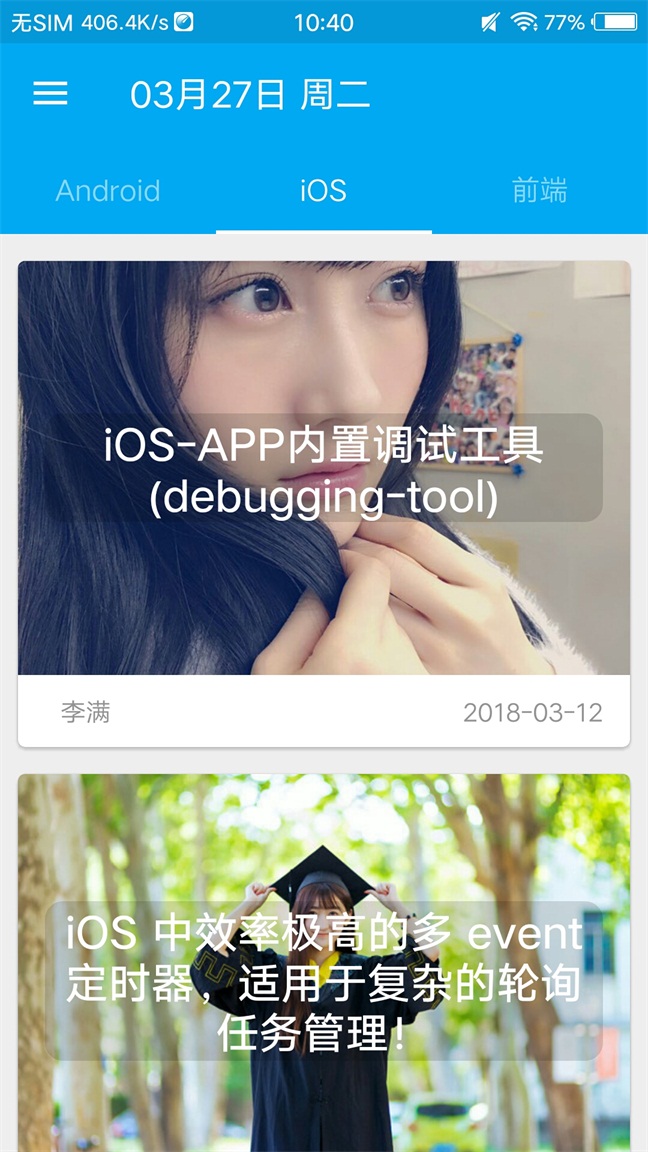 无SIM 406.4K/s 10:40 77%
03月27日 周二
Android iOS 前端
iOS-APP内置调试工具
(debugging-tool)
李满 2018-03-12
iOS 中效率极高的多 event
定时器，适用于复杂的轮询
任务管理！